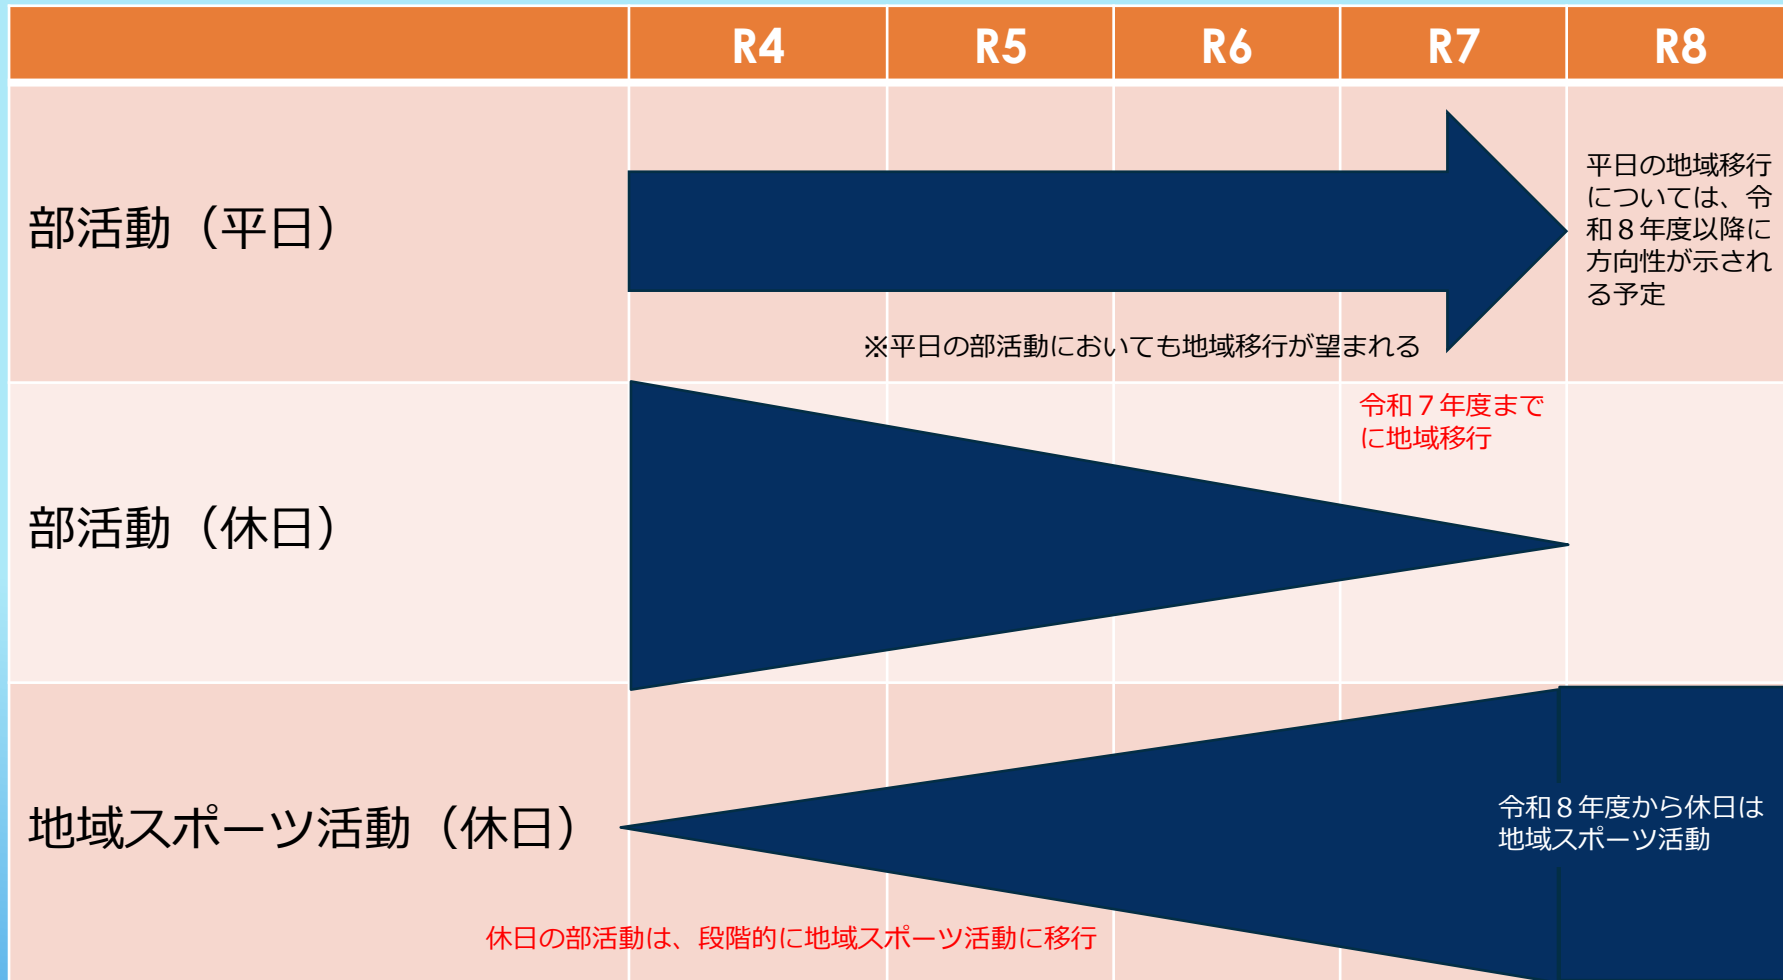 R4 R5 R6 R7 R8
部活動（平日）
平日の地域移行
については、令
和８年度以降に
方向性が示され
る予定
※平日の部活動においても地域移行が望まれる
部活動（休日）
令和７年度まで
に地域移行
地域スポーツ活動（休日）
令和８年度から休日は
地域スポーツ活動
休日の部活動は、段階的に地域スポーツ活動に移行